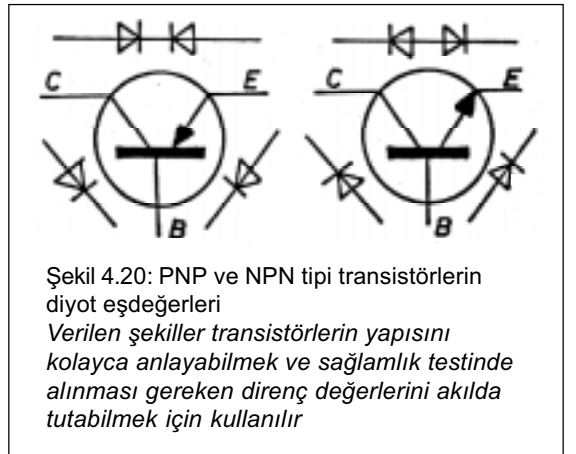 C E
B
C E
B
Şekil 4.20: PNP ve NPN tipi transistörlerin
diyot eşdeğerleri
Verilen şekiller transistörlerin yapısını
kolayca anlayabilmek ve sağlamlık testinde
alınması gereken direnç değerlerini akılda
tutabilmek için kullanılır